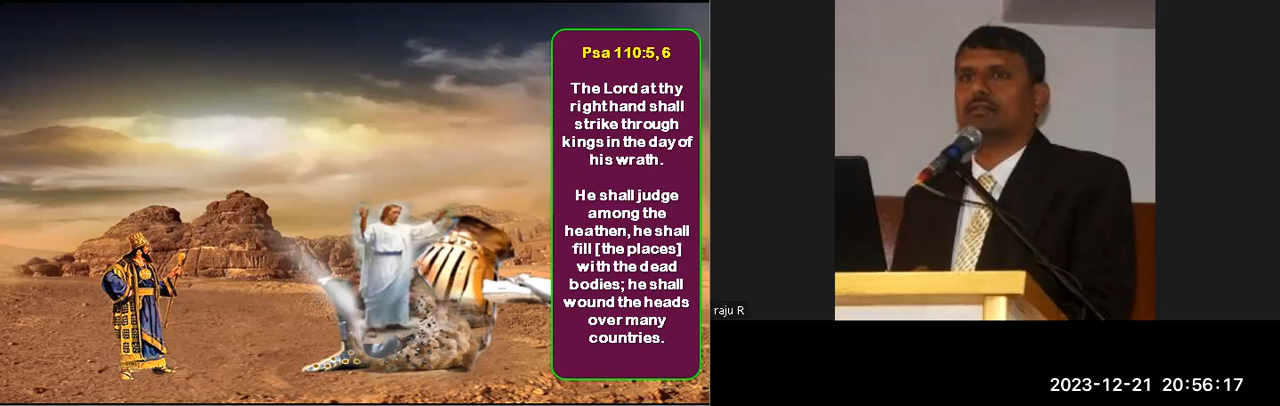 Psa 110:5, 6
The Lord at thy
right hand shall
strike through
kings in the day of
his wrath.
He shall judge
among the
heathen, he shall
fill [the places]
with the dead
bodies; he shall
wound the heads
over many
countries.
raju R
2023-12-21 20:56:17